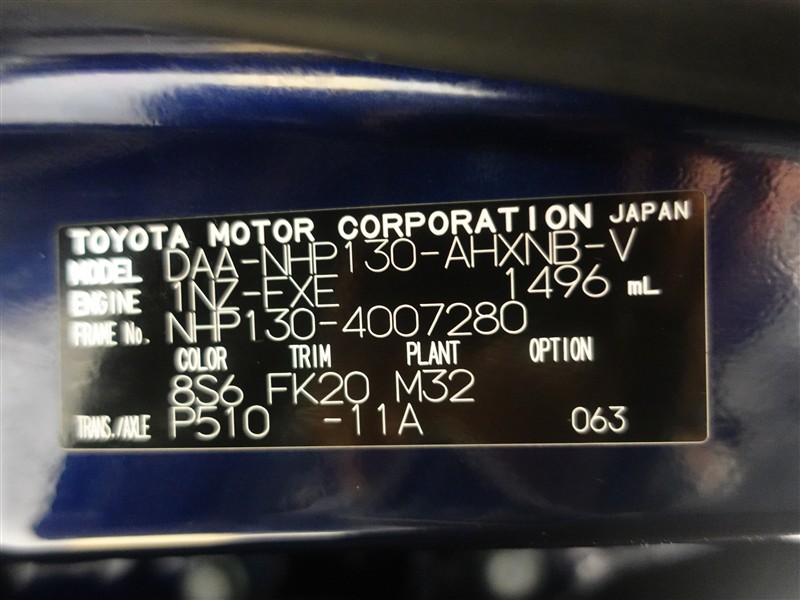 TOYOTA MOTOR CORPORATION JAPAN
MODEL DAA-NHP130-AHXNB-V
ENGINE 1NZ-FXE 1496 mL
FRAME No. NHP130-4007280
COLOR TRIM PLANT OPTION
8S6 FK20 M32
TRANS./AXLE P510 -11A 063